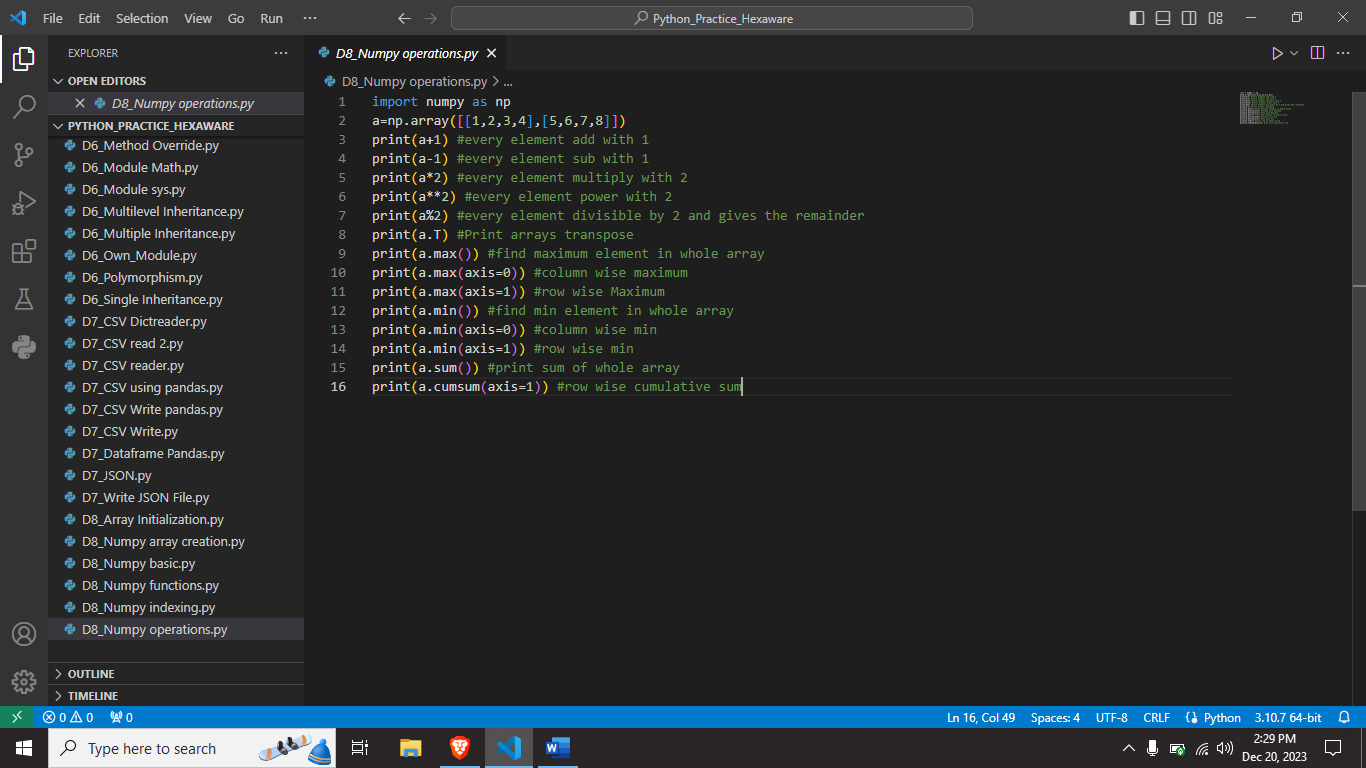 File Edit Selection View Go Run ···
Python_Practice_Hexaware
EXPLORER
OPEN EDITORS
D8_Numpy operations.py
PYTHON_PRACTICE_HEXAWARE
D6_Method Override.py
D6_Module Math.py
D6_Module sys.py
D6_Multilevel Inheritance.py
D6_Multiple Inheritance.py
D6_Own_Module.py
D6_Polymorphism.py
D6_Single Inheritance.py
D7_CSV Dictreader.py
D7_CSV read 2.py
D7_CSV reader.py
D7_CSV using pandas.py
D7_CSV Write pandas.py
D7_CSV Write.py
D7_Dataframe Pandas.py
D7_JSON.py
D7_Write JSON File.py
D8_Array Initialization.py
D8_Numpy array creation.py
D8_Numpy basic.py
D8_Numpy functions.py
D8_Numpy indexing.py
D8_Numpy operations.py
OUTLINE
TIMELINE
D8_Numpy operations.py
D8_Numpy operations.py > ...
1 import numpy as np
2 a=np.array([[1,2,3,4],[5,6,7,8]])
3 print(a+1) #every element add with 1
4 print(a-1) #every element sub with 1
5 print(a*2) #every element multiply with 2
6 print(a**2) #every element power with 2
7 print(a%2) #every element divisible by 2 and gives the remainder
8 print(a.T) #Print arrays transpose
9 print(a.max()) #find maximum element in whole array
10 print(a.max(axis=0)) #column wise maximum
11 print(a.max(axis=1)) #row wise Maximum
12 print(a.min()) #find min element in whole array
13 print(a.min(axis=0)) #column wise min
14 print(a.min(axis=1)) #row wise min
15 print(a.sum()) #print sum of whole array
16 print(a.cumsum(axis=1)) #row wise cumulative sum
0 0 0 Ln 16, Col 49 Spaces: 4 UTF-8 CRLF Python 3.10.7 64-bit
Type here to search
2:29 PM
Dec 20, 2023